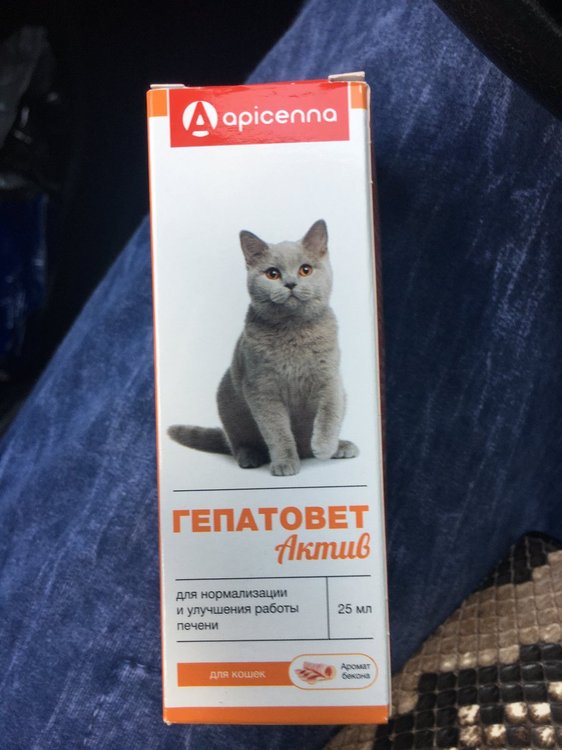 apicenna
ГЕПАТОВЕТ
Актив
для нормализации
и улучшения работы
печени
25 мл
для кошек
Аромат
бекона